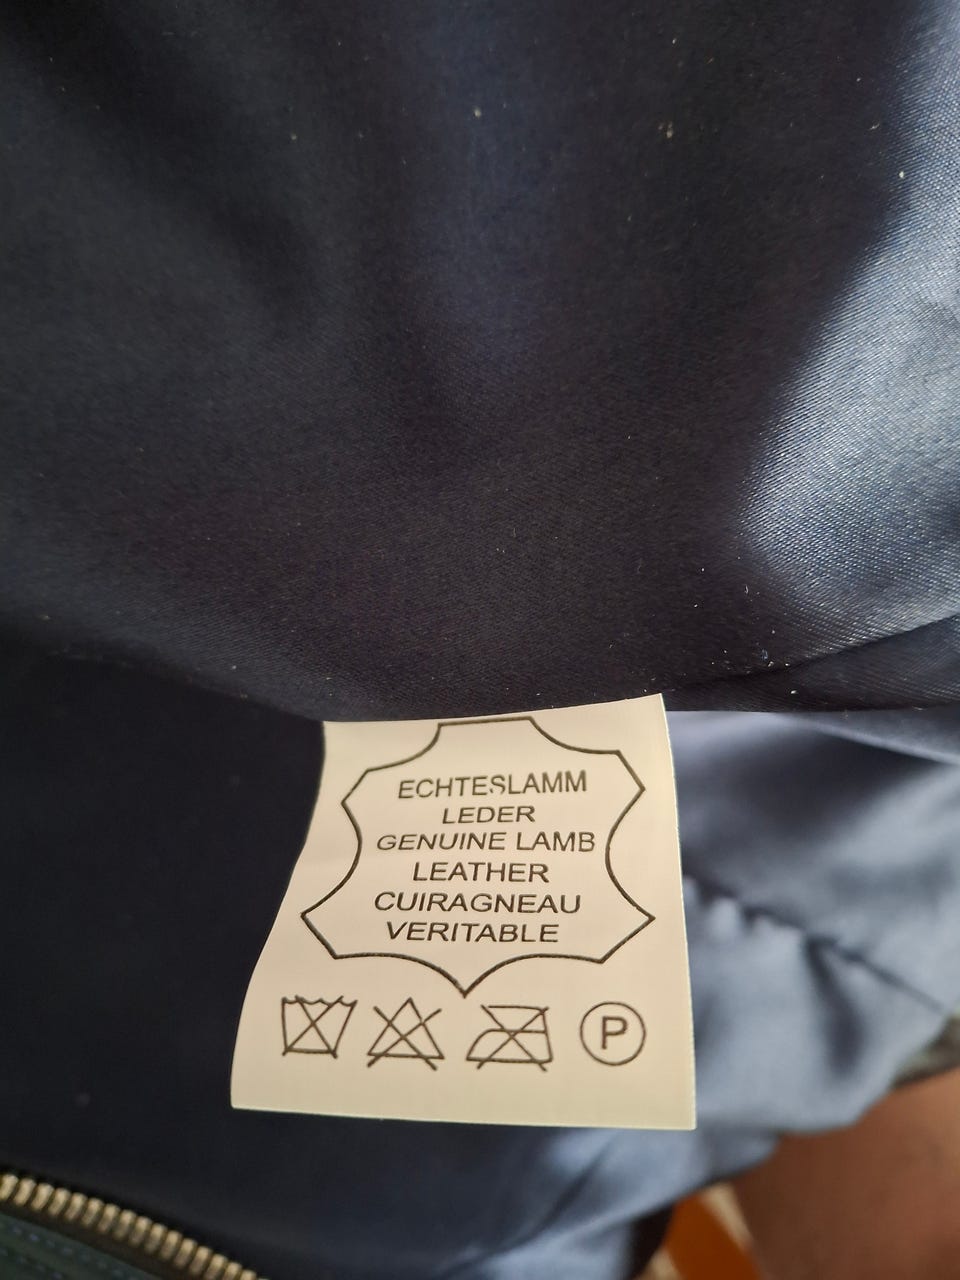 ECHTESLAMM
LEDER
GENUINE LAMB
LEATHER
CUIRAGNEAU
VERITABLE
P